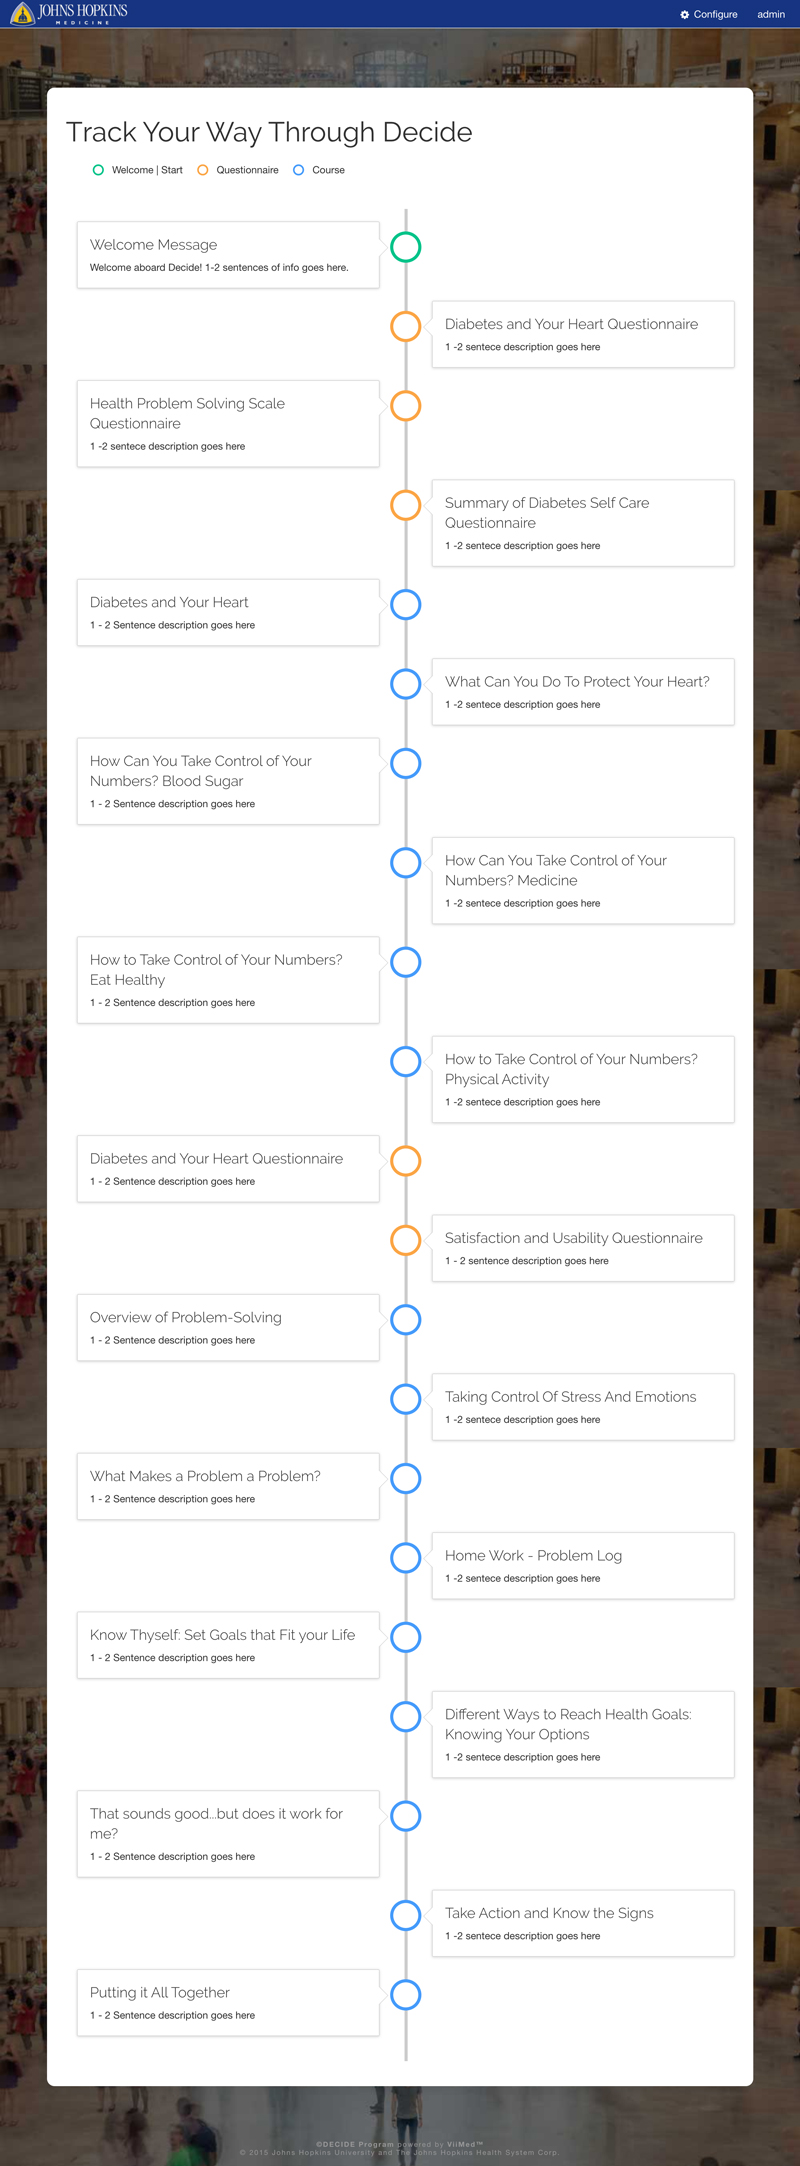 JOHNS HOPKINS
MEDICINE
Configure
admin
Track Your Way Through Decide
Welcome | Start
Questionnaire
Course
Welcome Message
Welcome aboard Decide! 1-2 sentences of info goes here.
Diabetes and Your Heart Questionnaire
1 -2 sentece description goes here
Health Problem Solving Scale
Questionnaire
1 -2 sentece description goes here
Summary of Diabetes Self Care
Questionnaire
1 -2 sentece description goes here
Diabetes and Your Heart
1 - 2 Sentence description goes here
What Can You Do To Protect Your Heart?
1 -2 sentece description goes here
How Can You Take Control of Your
Numbers? Blood Sugar
1 - 2 Sentence description goes here
How Can You Take Control of Your
Numbers? Medicine
1 -2 sentece description goes here
How to Take Control of Your Numbers?
Eat Healthy
1 - 2 Sentence description goes here
How to Take Control of Your Numbers?
Physical Activity
1 -2 sentece description goes here
Diabetes and Your Heart Questionnaire
1 - 2 Sentence description goes here
Satisfaction and Usability Questionnaire
1 - 2 sentence description goes here
Overview of Problem-Solving
1 - 2 Sentence description goes here
Taking Control Of Stress And Emotions
1 -2 sentece description goes here
What Makes a Problem a Problem?
1 - 2 Sentence description goes here
Home Work - Problem Log
1 -2 sentece description goes here
Know Thyself: Set Goals that Fit your Life
1 - 2 Sentence description goes here
Different Ways to Reach Health Goals:
Knowing Your Options
1 -2 sentece description goes here
That sounds good...but does it work for
me?
1 - 2 Sentence description goes here
Take Action and Know the Signs
1 -2 sentece description goes here
Putting it All Together
1 - 2 Sentence description goes here
©DECIDE Program powered by ViiMed™
© 2015 Johns Hopkins University and The Johns Hopkins Health System Corp.